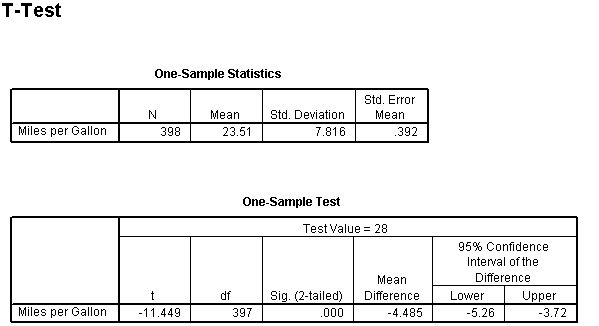 T-Test
One-Sample Statistics
N Mean Std. Deviation Std. Error Mean
Miles per Gallon 398 23.51 7.816 .392
One-Sample Test
Test Value = 28
95% Confidence Interval of the Difference
t df Sig. (2-tailed) Mean Difference Lower Upper
Miles per Gallon -11.449 397 .000 -4.485 -5.26 -3.72